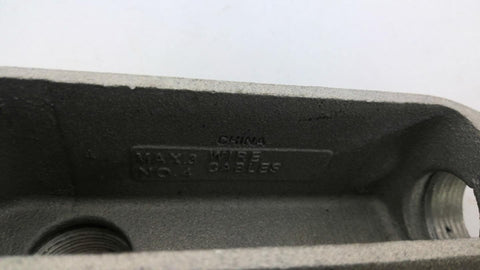 CHINA
MAX.3 WIRE
NO. 4 CABLES